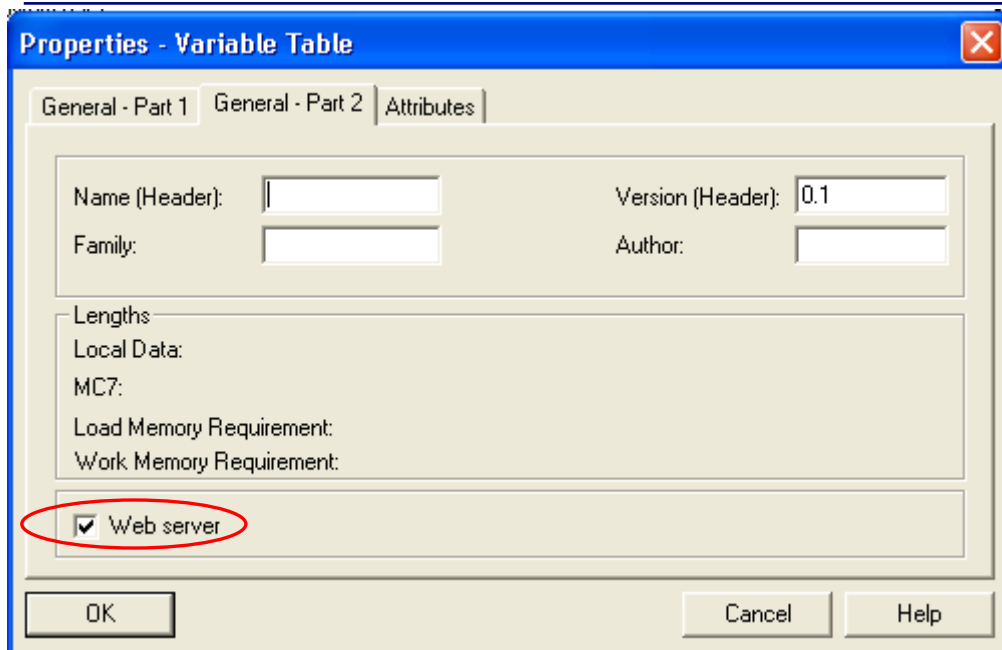 Properties - Variable Table
General - Part 1 General - Part 2 Attributes
Name (Header): Version (Header): 0.1
Family: Author:
Lengths
Local Data:
MC7:
Load Memory Requirement:
Work Memory Requirement:
Web server
OK Cancel Help